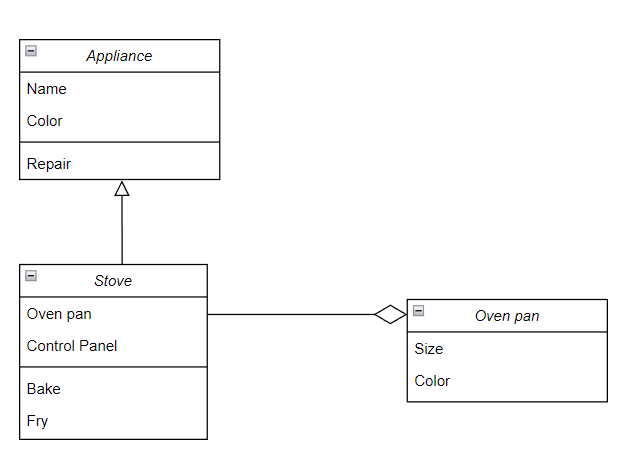 Appliance
Name
Color
Repair
Stove
Oven pan
Control Panel
Bake
Fry
Oven pan
Size
Color